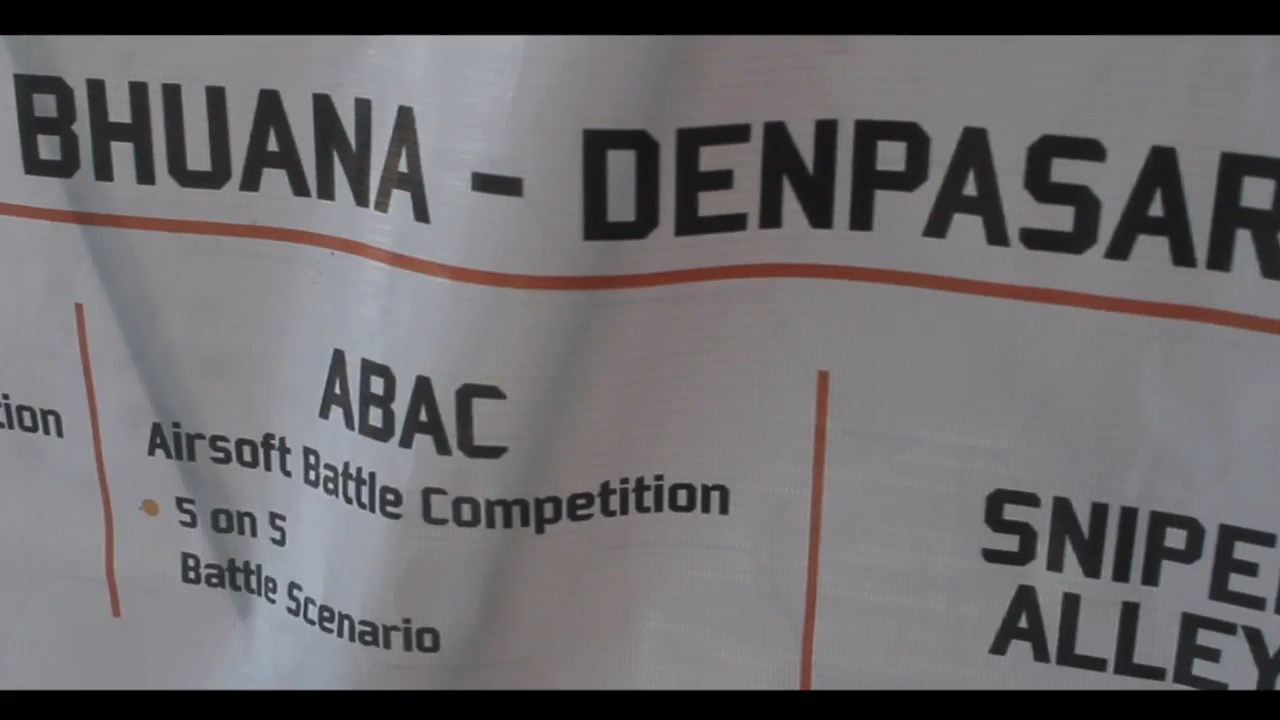 BHUANA - DENPASAR
ABAC
Airsoft Battle Competition
5 on 5
Battle Scenario
SNIPE
ALLEY